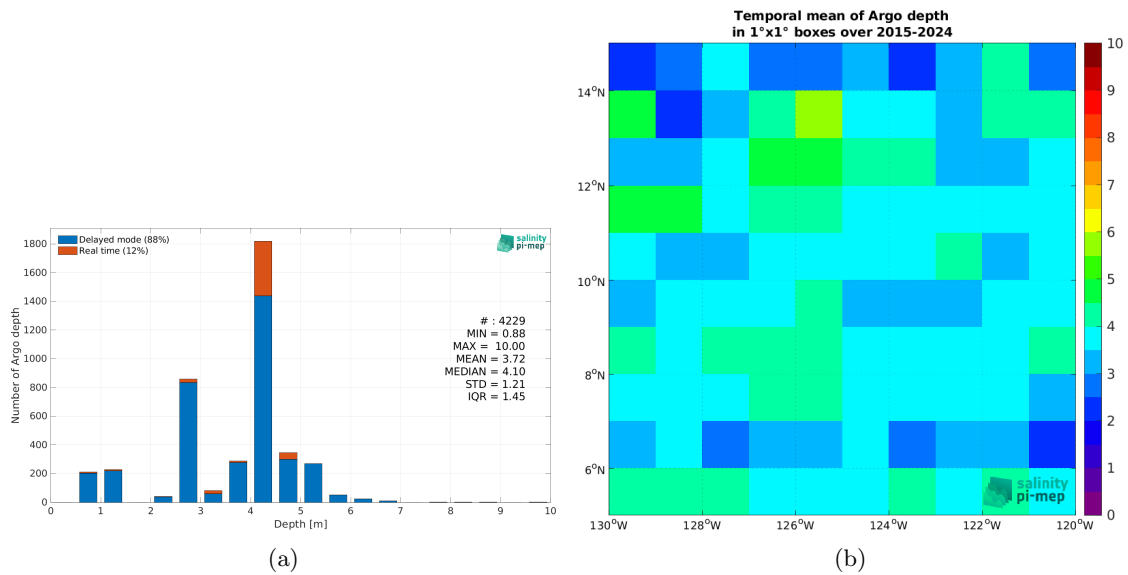 Delayed mode (88%)
Real time (12%)
salinity
pi-mep
# : 4229
MIN = 0.88
MAX = 10.00
MEAN = 3.72
MEDIAN = 4.10
STD = 1.21
IQR = 1.45
Number of Argo depth
1800
1600
1400
1200
1000
800
600
400
200
0
0 1 2 3 4 5 6 7 8 9 10
Depth [m]
(a)
Temporal mean of Argo depth
in 1°x1° boxes over 2015-2024
14°N
12°N
10°N
8°N
6°N
130°W 128°W 126°W 124°W 122°W 120°W
salinity
pi-mep
10
9
8
7
6
5
4
3
2
1
0
(b)